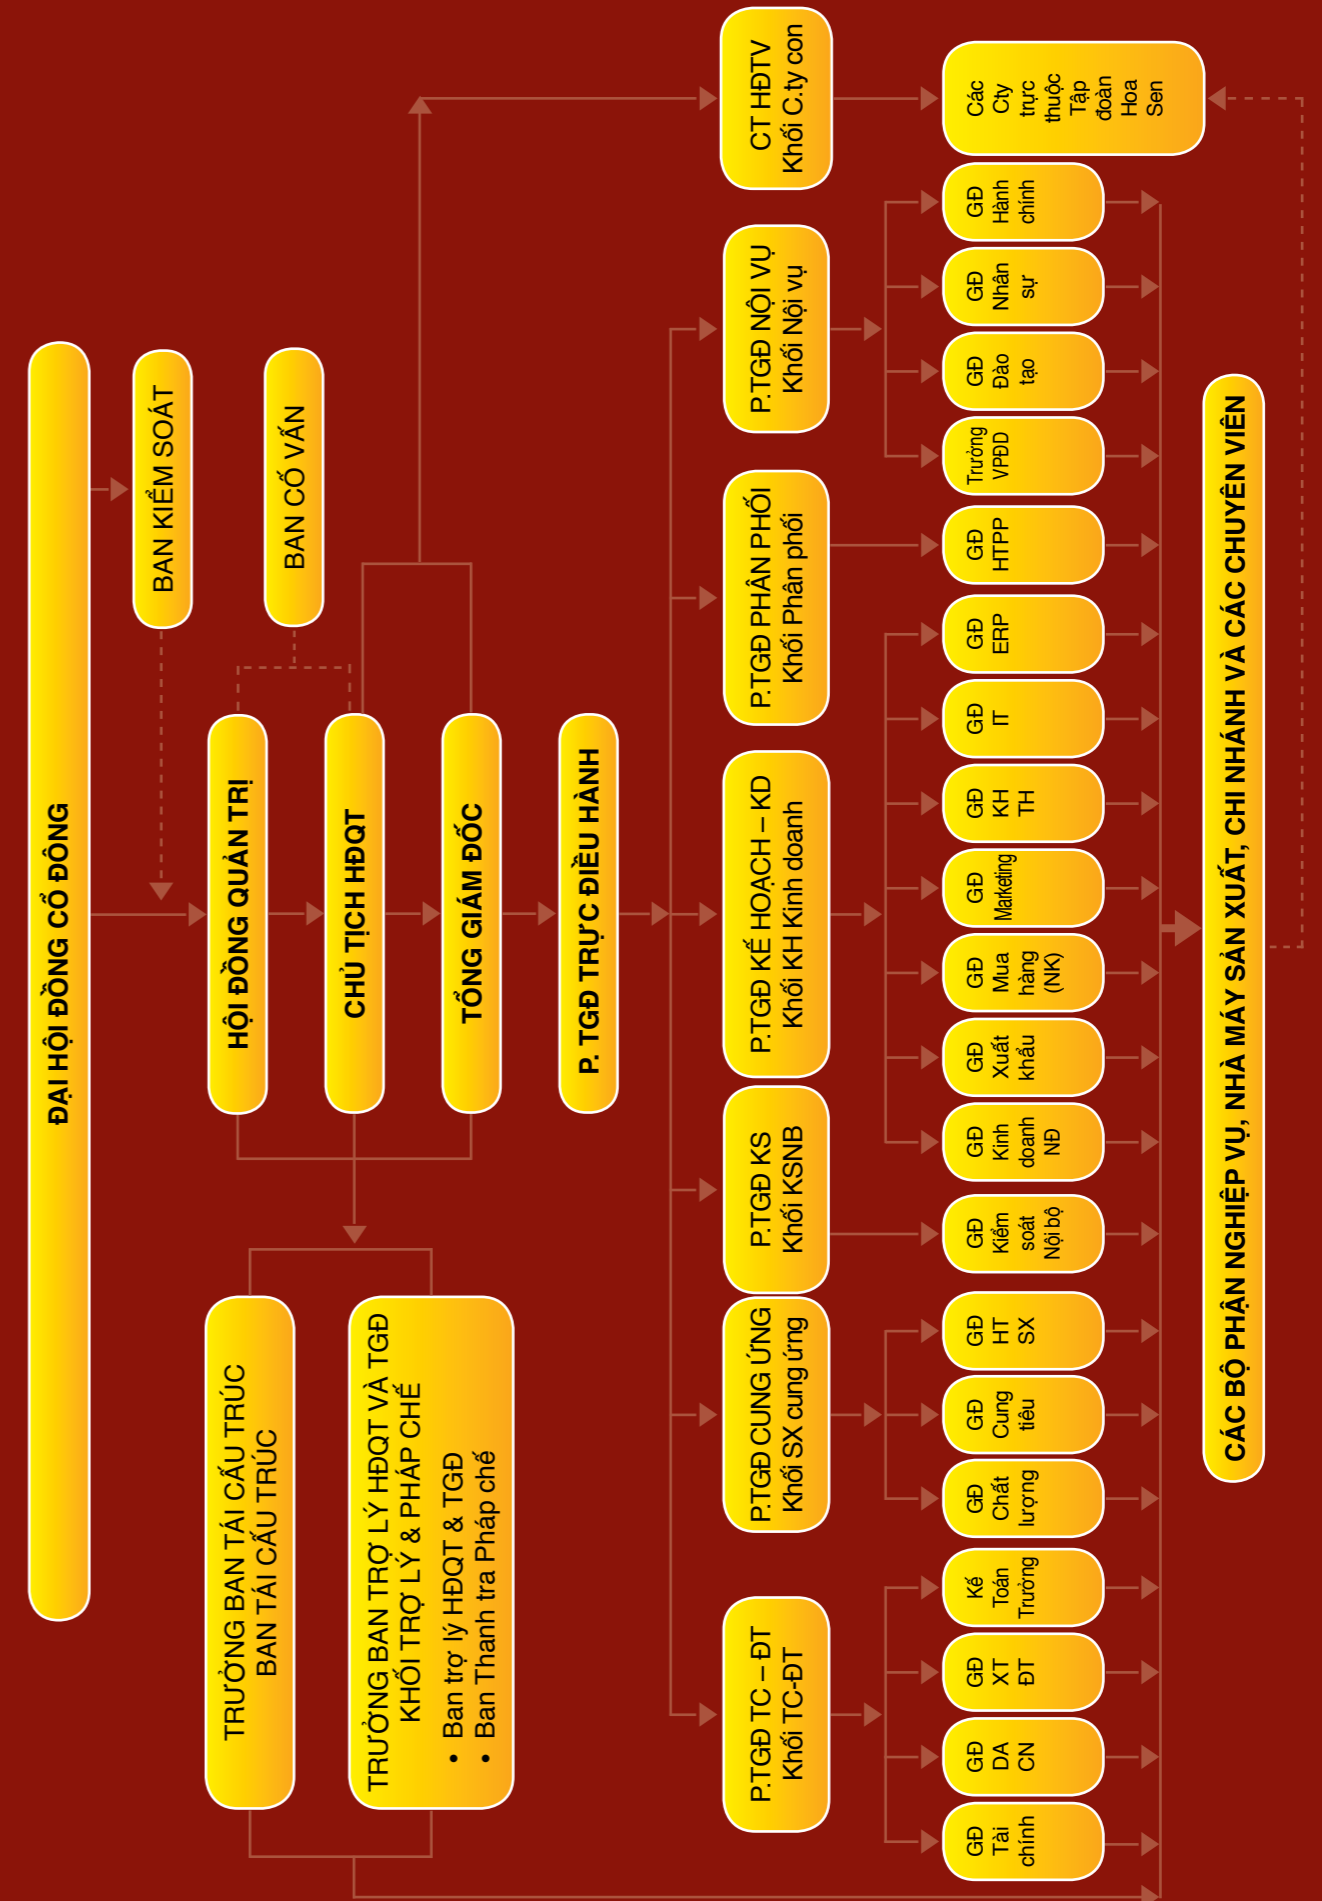 ĐẠI HỘI ĐỒNG CỔ ĐÔNG
BAN KIỂM SOÁT
HỘI ĐỒNG QUẢN TRỊ
BAN CỐ VẤN
CHỦ TỊCH HĐQT
TỔNG GIÁM ĐỐC
P. TGĐ TRỰC ĐIỀU HÀNH
TRƯỞNG BAN TÁI CẤU TRÚC
BAN TÁI CẤU TRÚC
TRƯỞNG BAN TRỢ LÝ HĐQT VÀ TGĐ
KHỐI TRỢ LÝ & PHÁP CHẾ
• Ban trợ lý HĐQT & TGĐ
• Ban Thanh tra Pháp chế
P.TGĐ TC – ĐT
Khối TC-ĐT
P.TGĐ CUNG ỨNG
Khối SX cung ứng
P.TGĐ KS
Khối KSNB
P.TGĐ KẾ HOẠCH – KD
Khối KH Kinh doanh
P.TGĐ PHÂN PHỐI
Khối Phân phối
P.TGĐ NỘI VỤ
Khối Nội vụ
CT HĐTV
Khối C.ty con
GĐ
Tài
chính
GĐ
DA
CN
GĐ
XT
ĐT
Kế
Toán
Trưởng
GĐ
Chất
lượng
GĐ
Cung
tiêu
GĐ
HT
SX
GĐ
Kiểm
soát
Nội bộ
GĐ
Kinh
doanh
NĐ
GĐ
Xuất
khẩu
GĐ
Mua
hàng
(NK)
GĐ
Marketing
GĐ
KH
TH
GĐ
IT
GĐ
ERP
GĐ
HTPP
Trưởng
VPĐD
GĐ
Đào
tạo
GĐ
Nhân
sự
GĐ
Hành
chính
Các
Cty
trực
thuộc
Tập
đoàn
Hoa
Sen
CÁC BỘ PHẬN NGHIỆP VỤ, NHÀ MÁY SẢN XUẤT, CHI NHÁNH VÀ CÁC CHUYÊN VIÊN